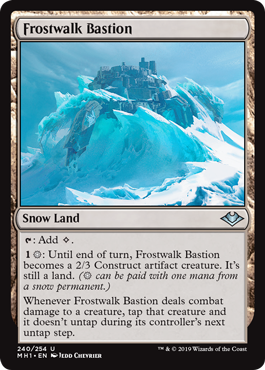 Frostwalk Bastion
Snow Land
: Add .
1 : Until end of turn, Frostwalk Bastion
becomes a 2/3 Construct artifact creature. It's
still a land. ( can be paid with one mana from
a snow permanent.)
Whenever Frostwalk Bastion deals combat
damage to a creature, tap that creature and
it doesn't untap during its controller's next
untap step.
240/254 U
MH1 • EN Jedd Chevrier
™ & © 2019 Wizards of the Coast